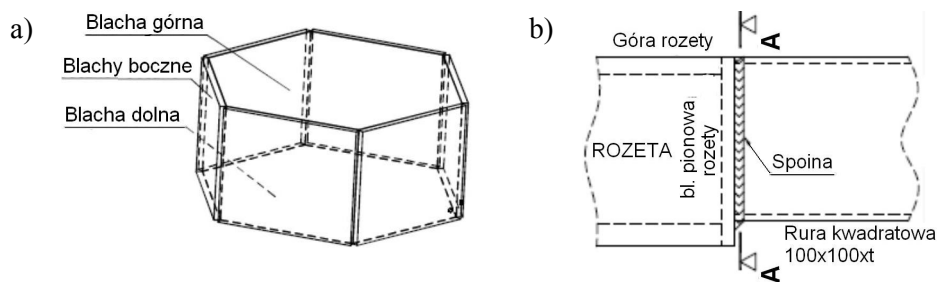 a)
Blacha górna
Blachy boczne
Blacha dolna
b)
A
Góra rozety
ROZETA
bl. pionowa
rozety
Spoina
Rura kwadratowa
100x100xt
A